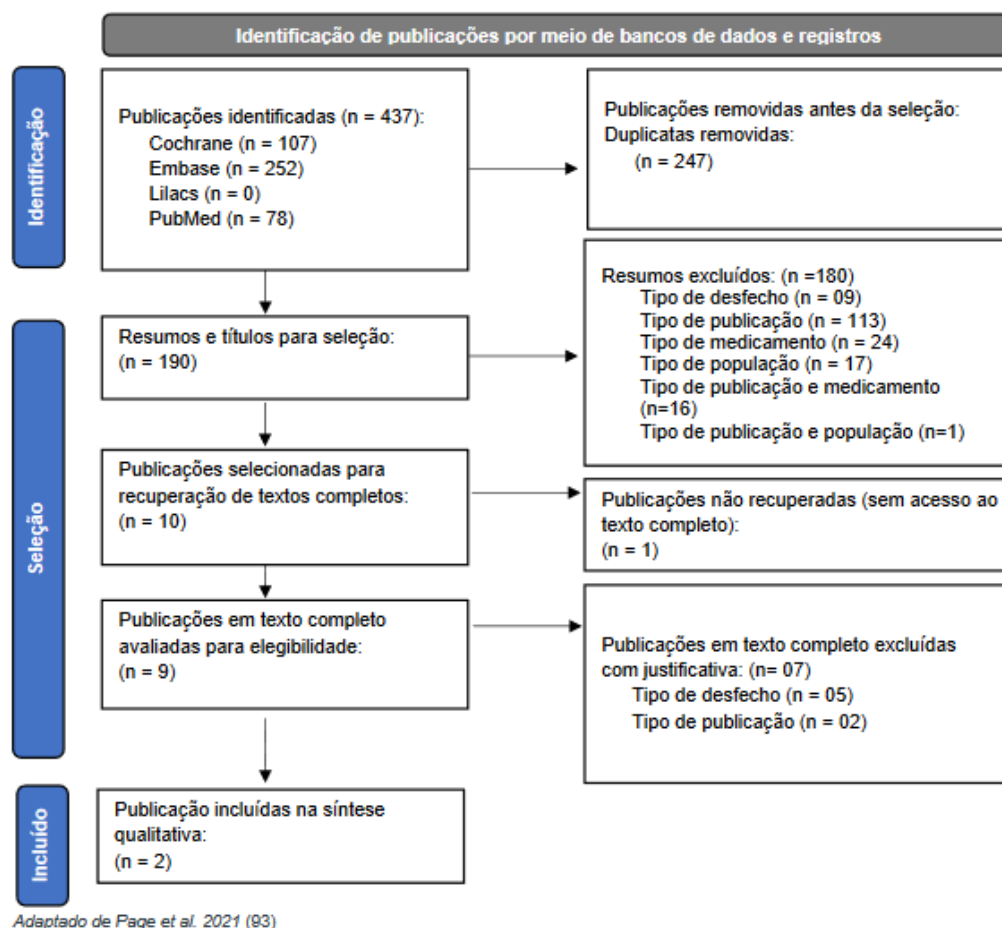 Identificação de publicações por meio de bancos de dados e registros
Identificação
Publicações identificadas (n = 437):
Cochrane (n = 107)
Embase (n = 252)
Lilacs (n = 0)
PubMed (n = 78)
Publicações removidas antes da seleção:
Duplicatas removidas:
(n = 247)
Seleção
Resumos e títulos para seleção:
(n = 190)
Resumos excluídos: (n =180)
Tipo de desfecho (n = 09)
Tipo de publicação (n = 113)
Tipo de medicamento (n = 24)
Tipo de população (n = 17)
Tipo de publicação e medicamento
(n=16)
Tipo de publicação e população (n=1)
Publicações selecionadas para
recuperação de textos completos:
(n = 10)
Publicações não recuperadas (sem acesso ao
texto completo):
(n = 1)
Publicações em texto completo
avaliadas para elegibilidade:
(n = 9)
Publicações em texto completo excluídas
com justificativa: (n= 07)
Tipo de desfecho (n = 05)
Tipo de publicação (n = 02)
Incluído
Publicação incluídas na síntese
qualitativa:
(n = 2)
Adaptado de Page et al. 2021 (93)